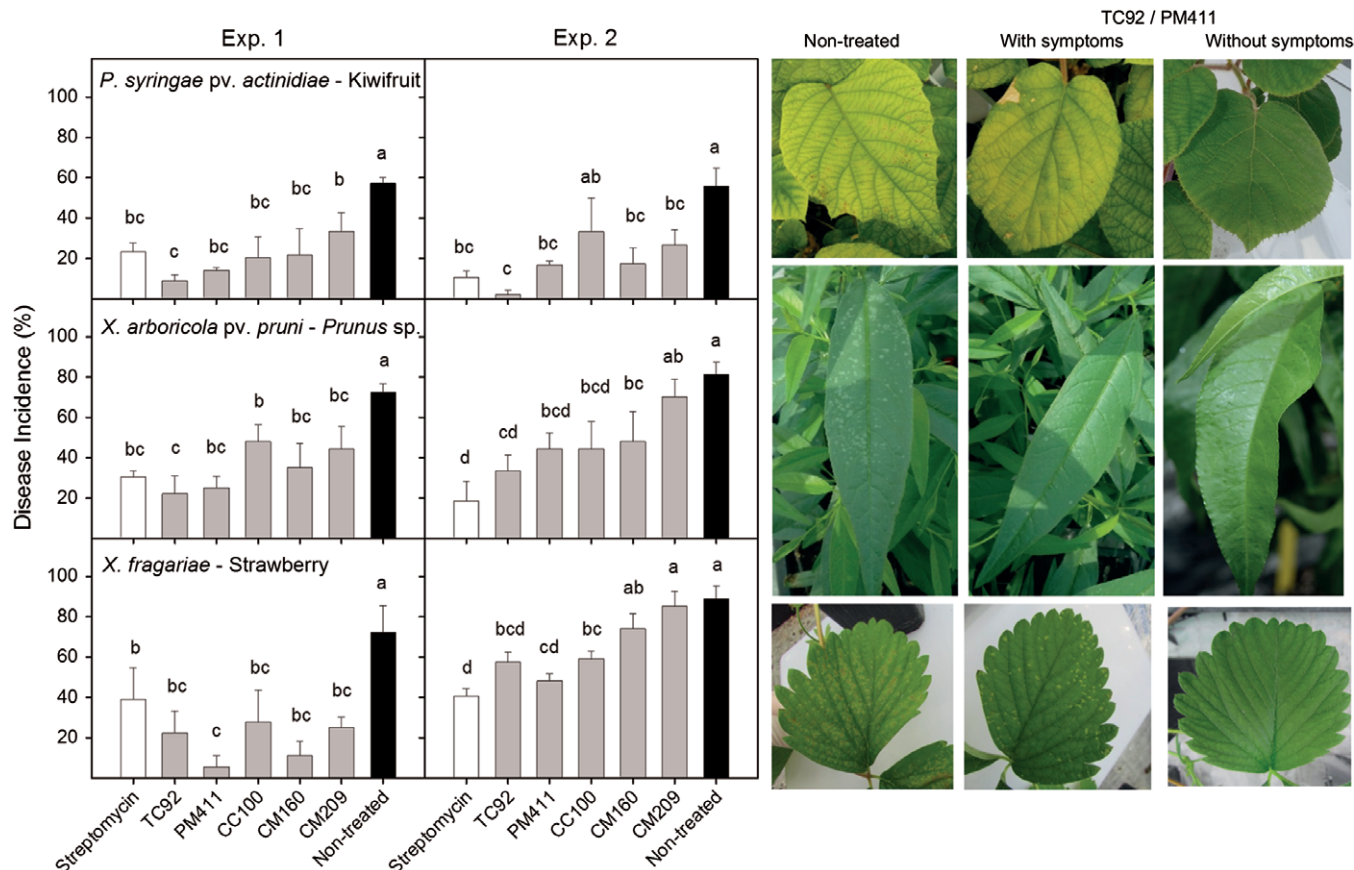 TC92 / PM411
Exp. 1 Exp. 2 Non-treated With symptoms Without symptoms
P. syringae pv. actinidiae - Kiwifruit
100
80
60
40
20
bc c bc bc bc b a
bc c bc ab bc bc a
X. arboricola pv. pruni - Prunus sp.
100
80
60
40
20
bc c bc b bc bc a
d cd bcd bcd bc ab a
X. fragariae - Strawberry
100
80
60
40
20
b bc c bc bc bc a
d bcd cd bc ab a a
Disease Incidence (%)
Streptomycin TC92 PM411 CC100 CM160 CM209 Non-treated
Streptomycin TC92 PM411 CC100 CM160 CM209 Non-treated